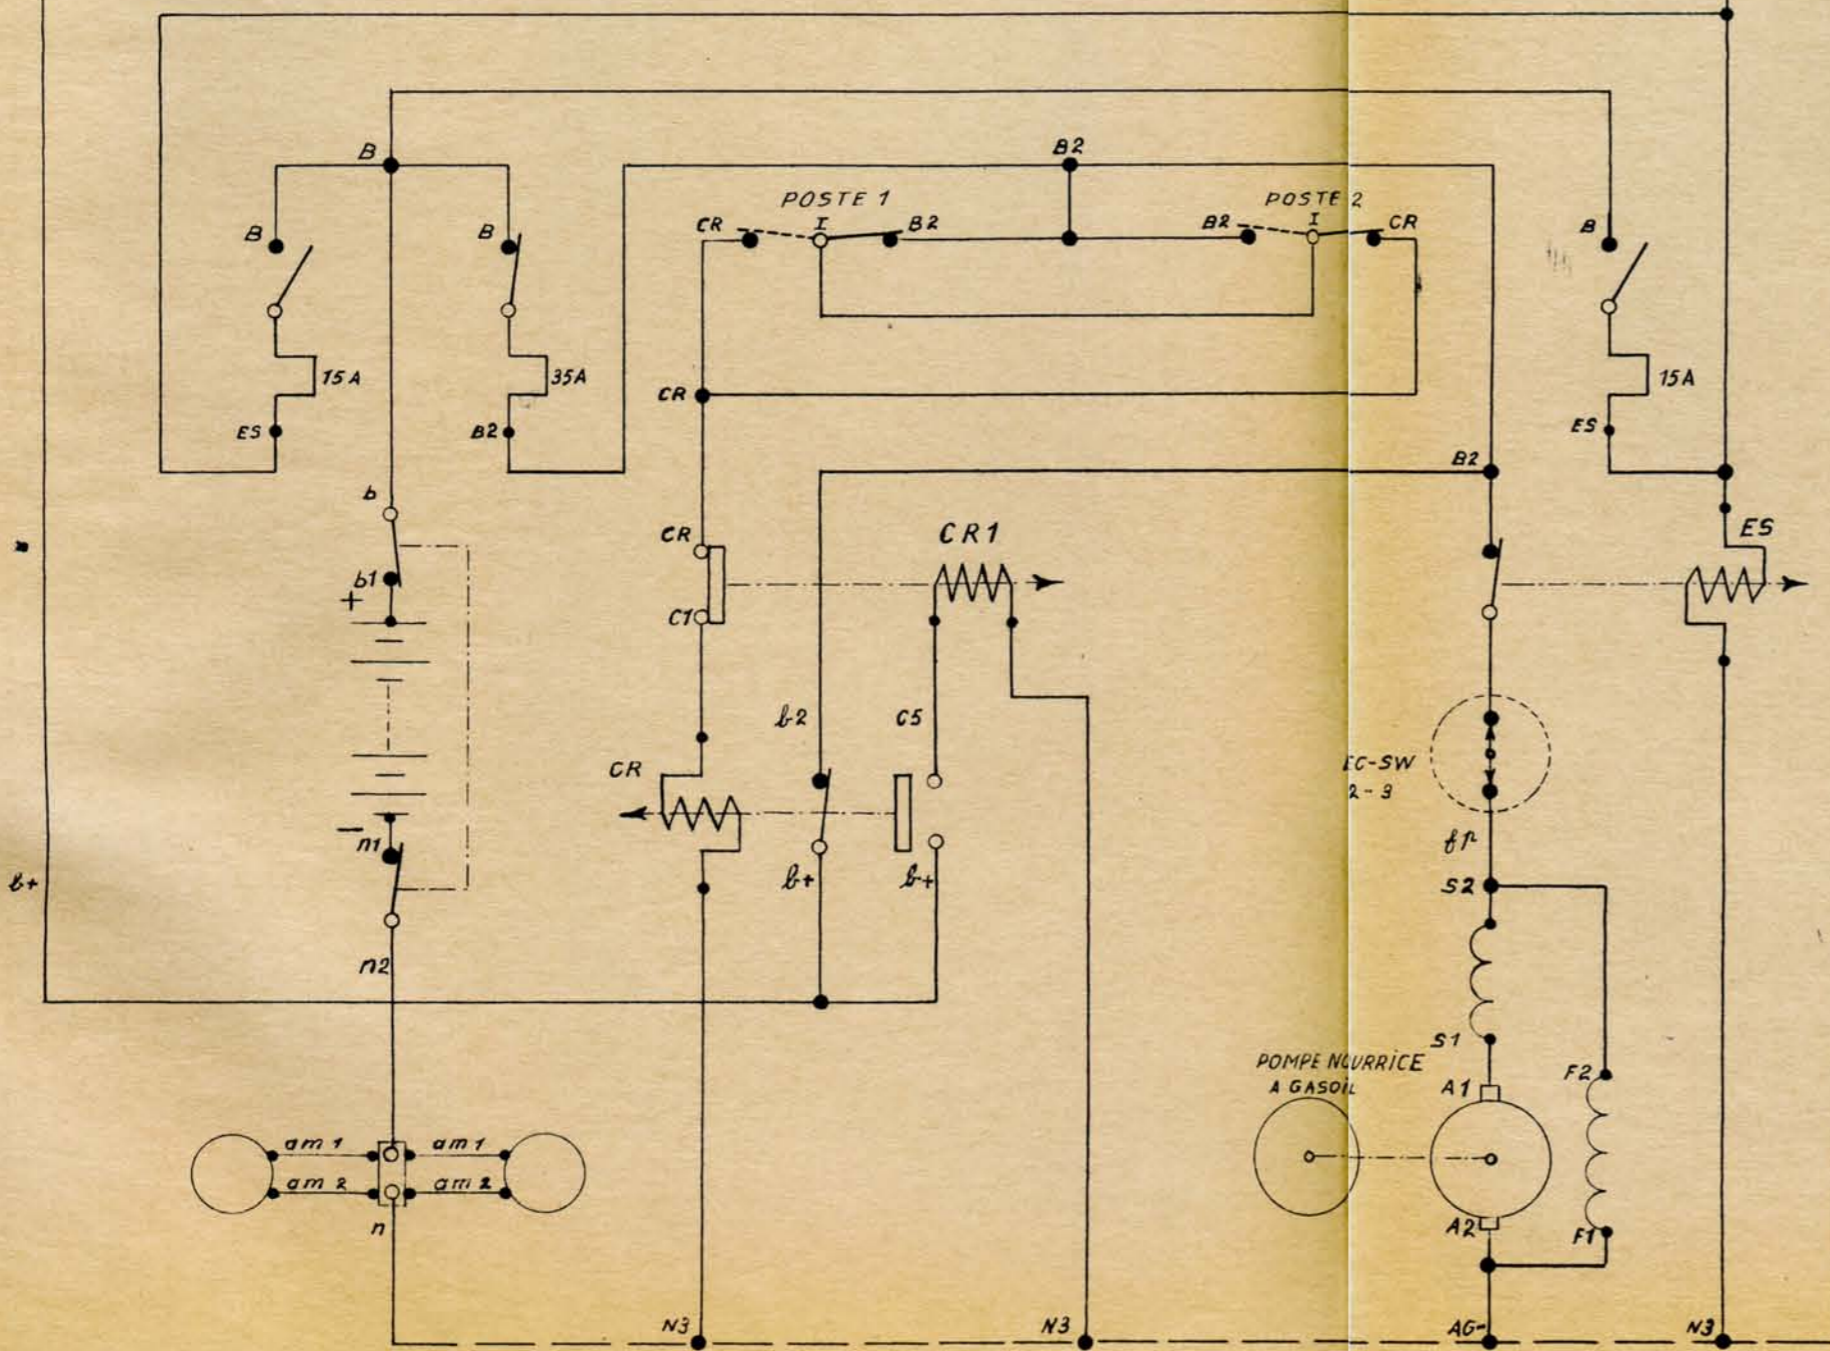 B
B2
POSTE 1
POSTE 2
CR
I
B2
B2
I
CR
B
B
B
15A
35A
CR
15A
ES
B2
ES
B2
b
CR
CR1
ES
b1
+
C1
b2
C5
CR
EC-SW
2-3
−
n1
b+
b+
b+
fp
S2
n2
S1
POMPE NOURRICE
A GASOIL
A1
F2
am 1
am 1
am 2
am 2
n
A2
F1
N3
N3
AG-
N3